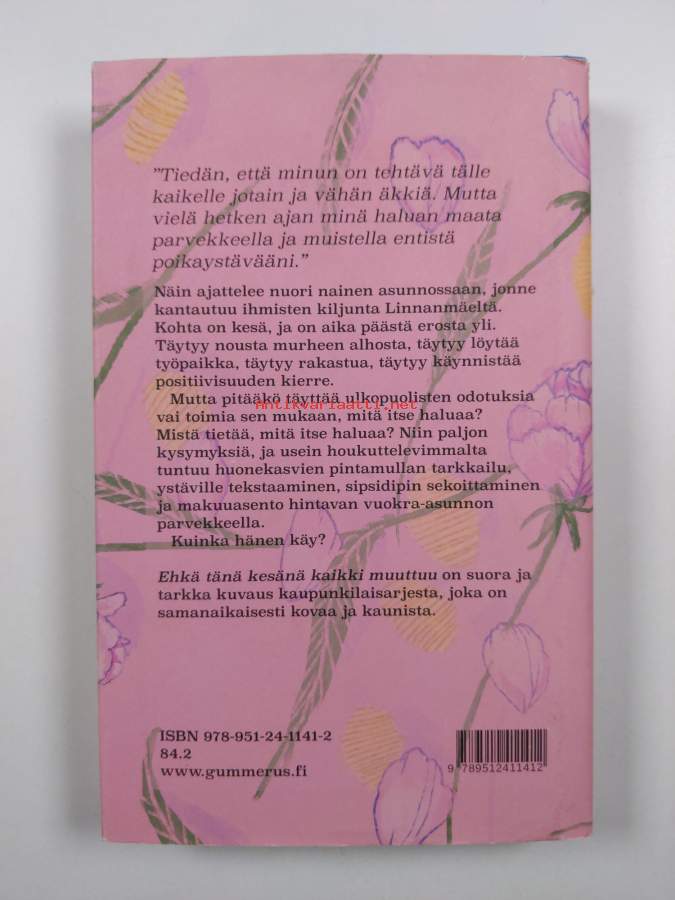 ”Tiedän, että minun on tehtävä tälle
kaikelle jotain ja vähän äkkiä. Mutta
vielä hetken ajan minä haluan maata
parvekkeella ja muistella entistä
poikaystävääni.”
Näin ajattelee nuori nainen asunnossaan, jonne
kantautuu ihmisten kiljunta Linnanmäeltä.
Kohta on kesä, ja on aika päästä erosta yli.
Täytyy nousta murheen alhosta, täytyy löytää
työpaikka, täytyy rakastua, täytyy käynnistää
positiivisuuden kierre.
Mutta pitääkö täyttää ulkopuolisten odotuksia
Antikvariaatti.net
vai toimia sen mukaan, mitä itse haluaa?
Mistä tietää, mitä itse haluaa? Niin paljon
kysymyksiä, ja usein houkuttelevimmalta
tuntuu huonekasvien pintamullan tarkkailu,
ystäville tekstaaminen, sipsidipin sekoittaminen
ja makuuasento hintavan vuokra-asunnon
parvekkeella.
Kuinka hänen käy?
Ehkä tänä kesänä kaikki muuttuu on suora ja
tarkka kuvaus kaupunkilaisarjesta, joka on
samanaikaisesti kovaa ja kaunista.
ISBN 978-951-24-1141-2
84.2
www.gummerus.fi
9 789512 411412